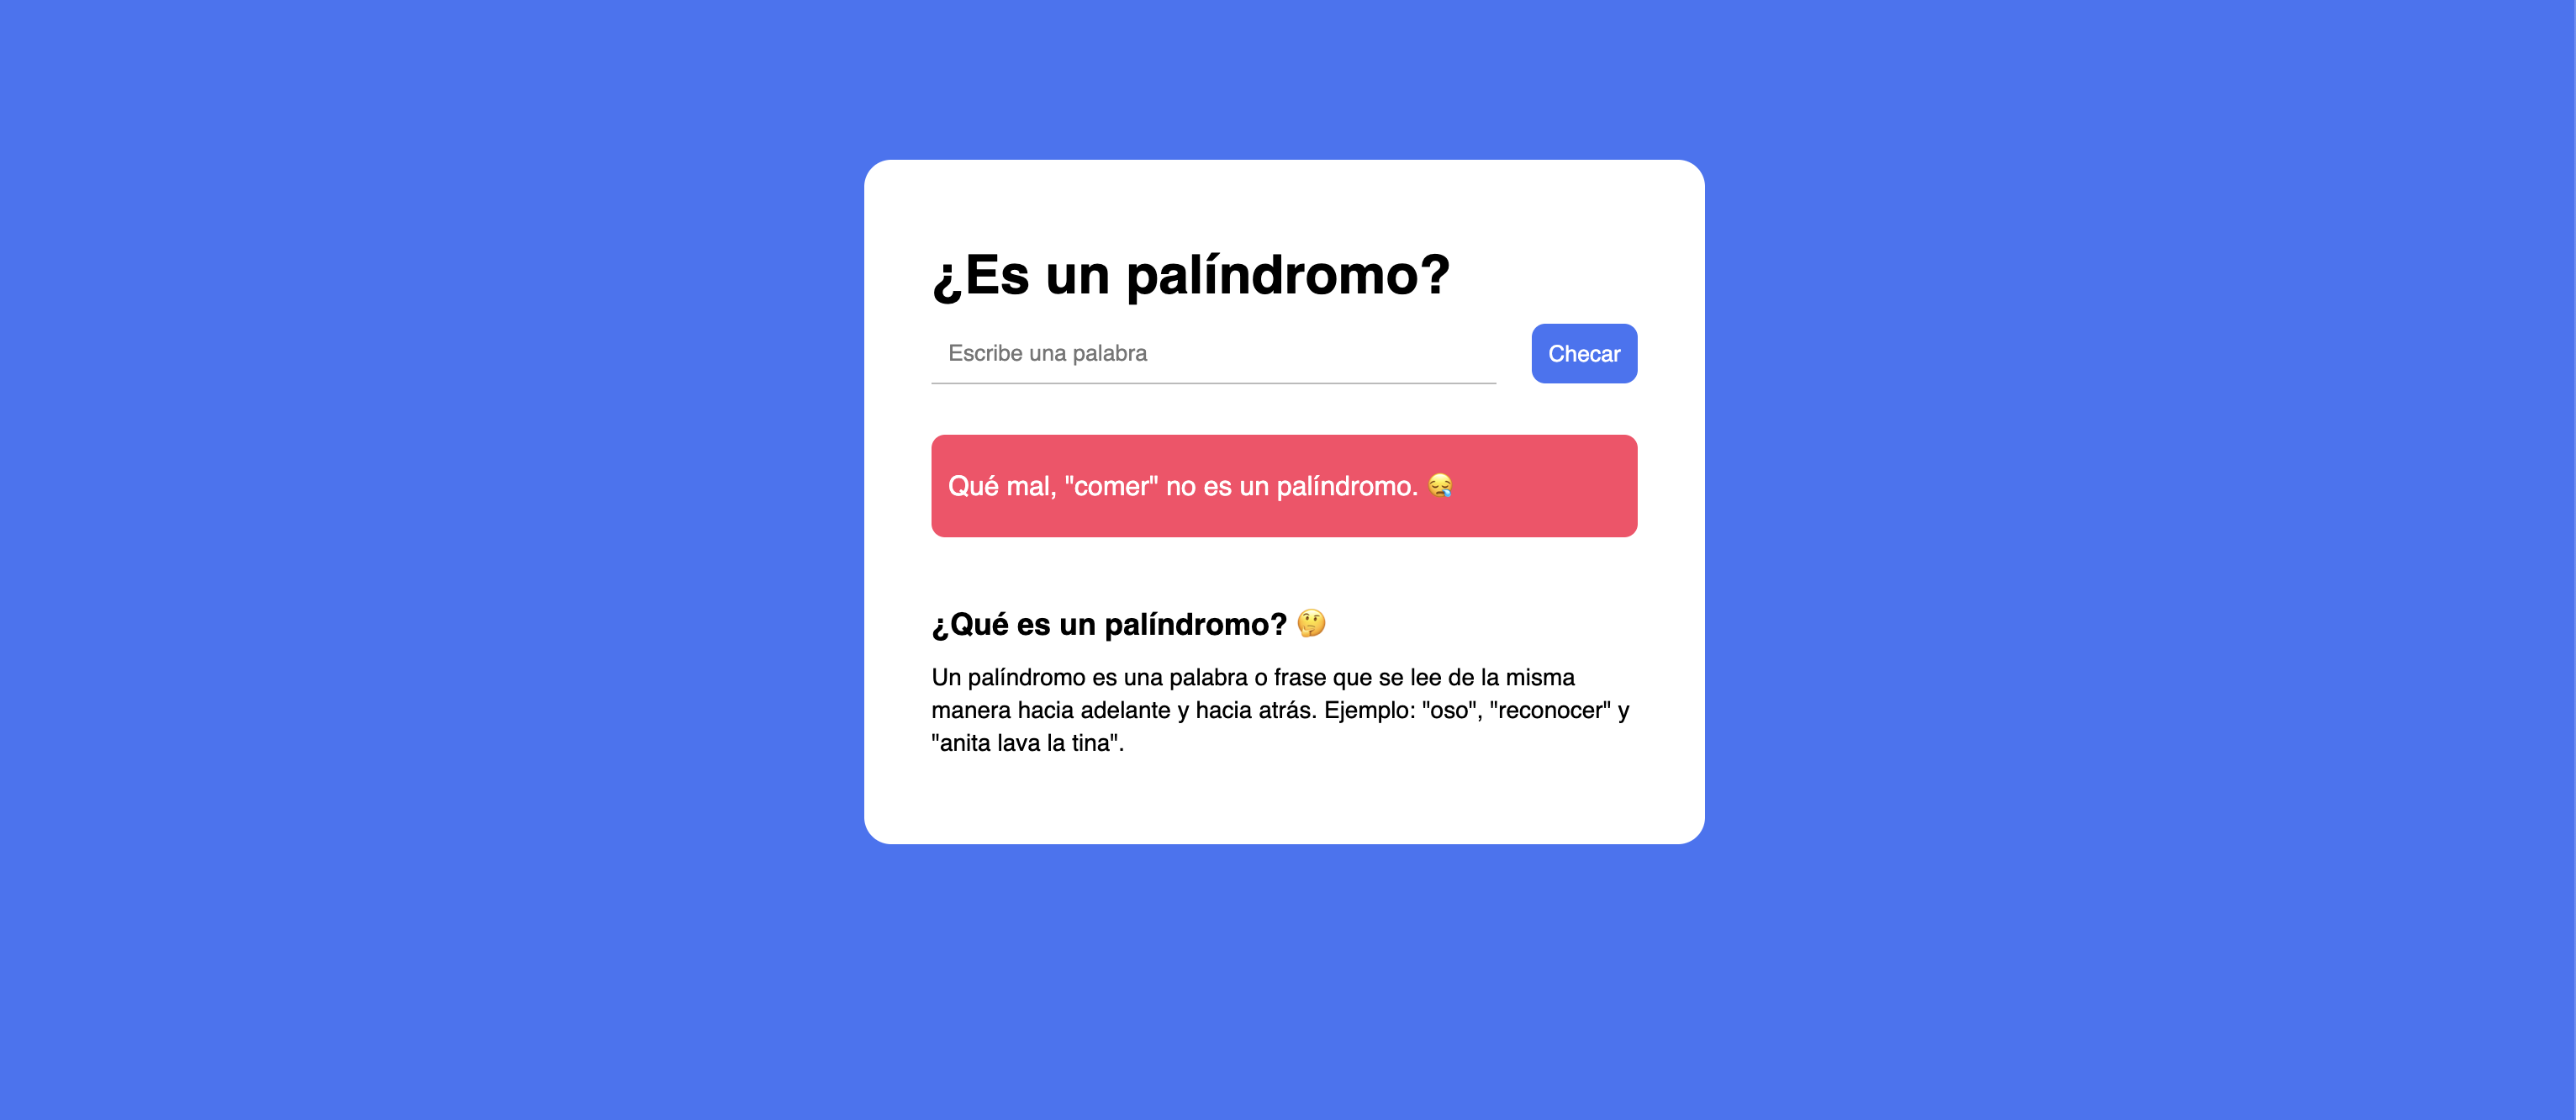 ¿Es un palíndromo?
Escribe una palabra
Checar
Qué mal, "comer" no es un palíndromo. 😪
¿Qué es un palíndromo? 🤔
Un palíndromo es una palabra o frase que se lee de la misma
manera hacia adelante y hacia atrás. Ejemplo: "oso", "reconocer" y
"anita lava la tina".